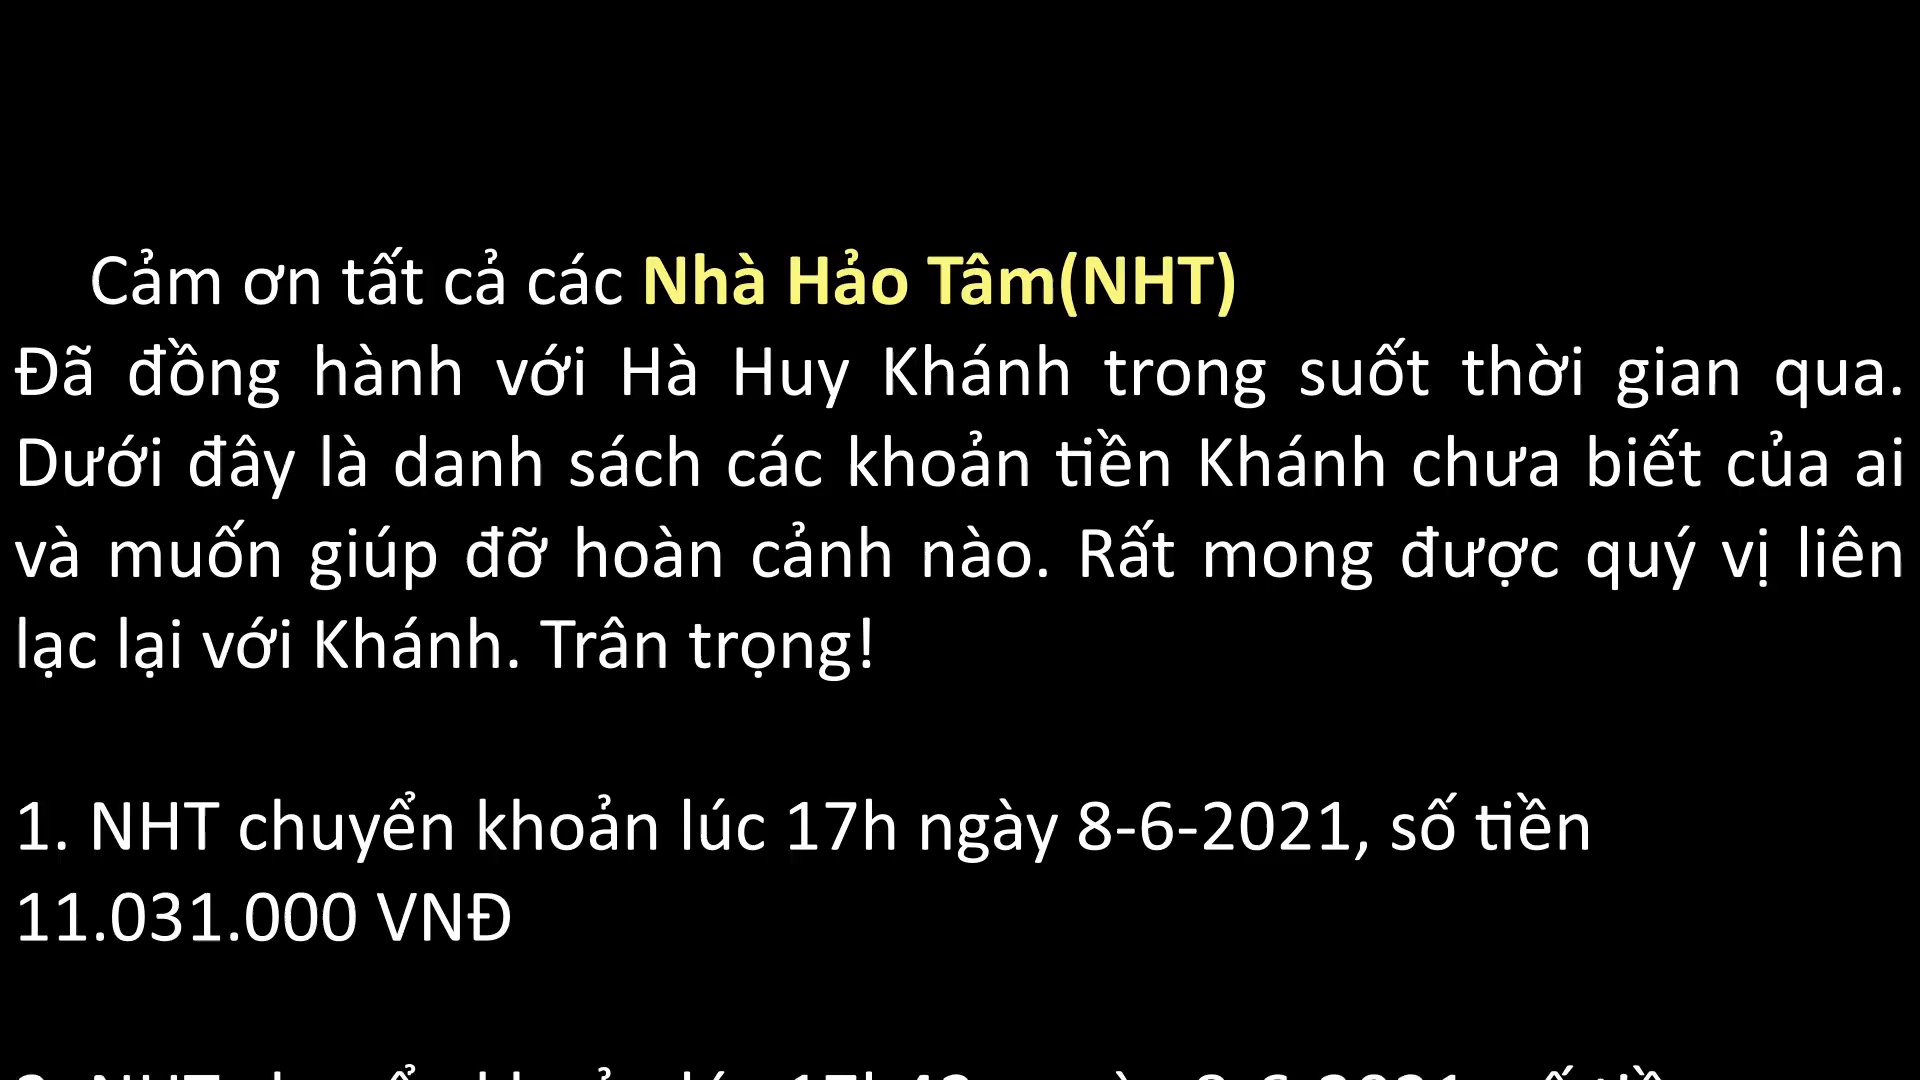 Cảm ơn tất cả các Nhà Hảo Tâm(NHT)
Đã đồng hành với Hà Huy Khánh trong suốt thời gian qua.
Dưới đây là danh sách các khoản tiền Khánh chưa biết của ai
và muốn giúp đỡ hoàn cảnh nào. Rất mong được quý vị liên
lạc lại với Khánh. Trân trọng!
1. NHT chuyển khoản lúc 17h ngày 8-6-2021, số tiền
11.031.000 VNĐ